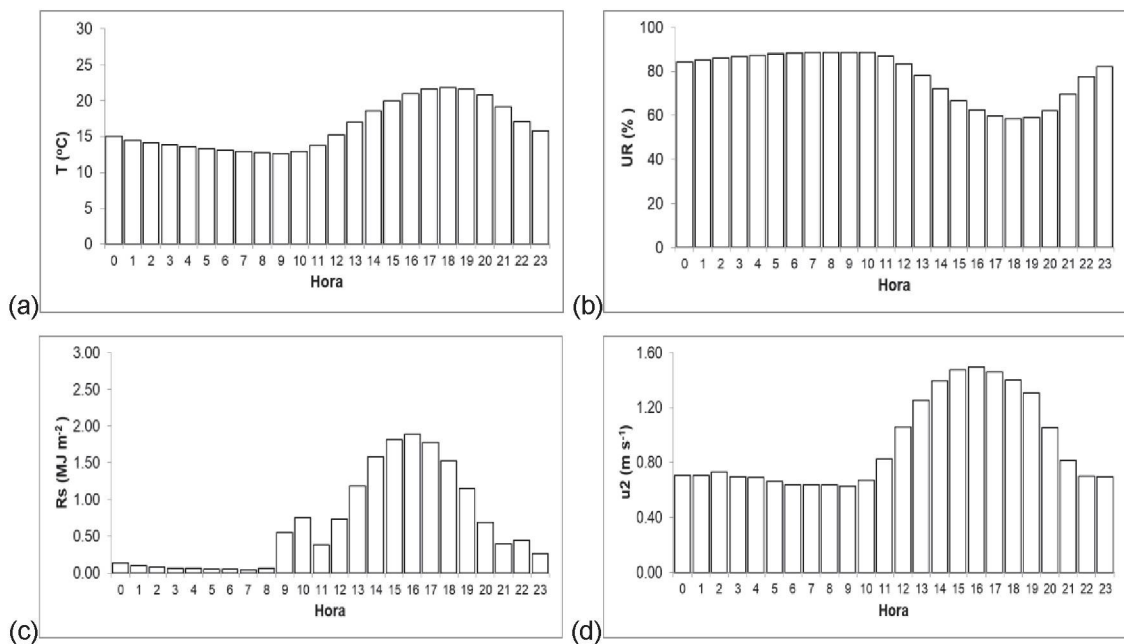 30
25
20
15
10
5
0
T (°C)
0 1 2 3 4 5 6 7 8 9 10 11 12 13 14 15 16 17 18 19 20 21 22 23
Hora
(a)
100
80
60
40
20
0
UR (% )
0 1 2 3 4 5 6 7 8 9 10 11 12 13 14 15 16 17 18 19 20 21 22 23
Hora
(b)
3.00
2.50
2.00
1.50
1.00
0.50
0.00
Rs (MJ m⁻² )
0 1 2 3 4 5 6 7 8 9 10 11 12 13 14 15 16 17 18 19 20 21 22 23
Hora
(c)
1.60
1.20
0.80
0.40
0.00
u2 (m s⁻¹)
0 1 2 3 4 5 6 7 8 9 10 11 12 13 14 15 16 17 18 19 20 21 22 23
Hora
(d)